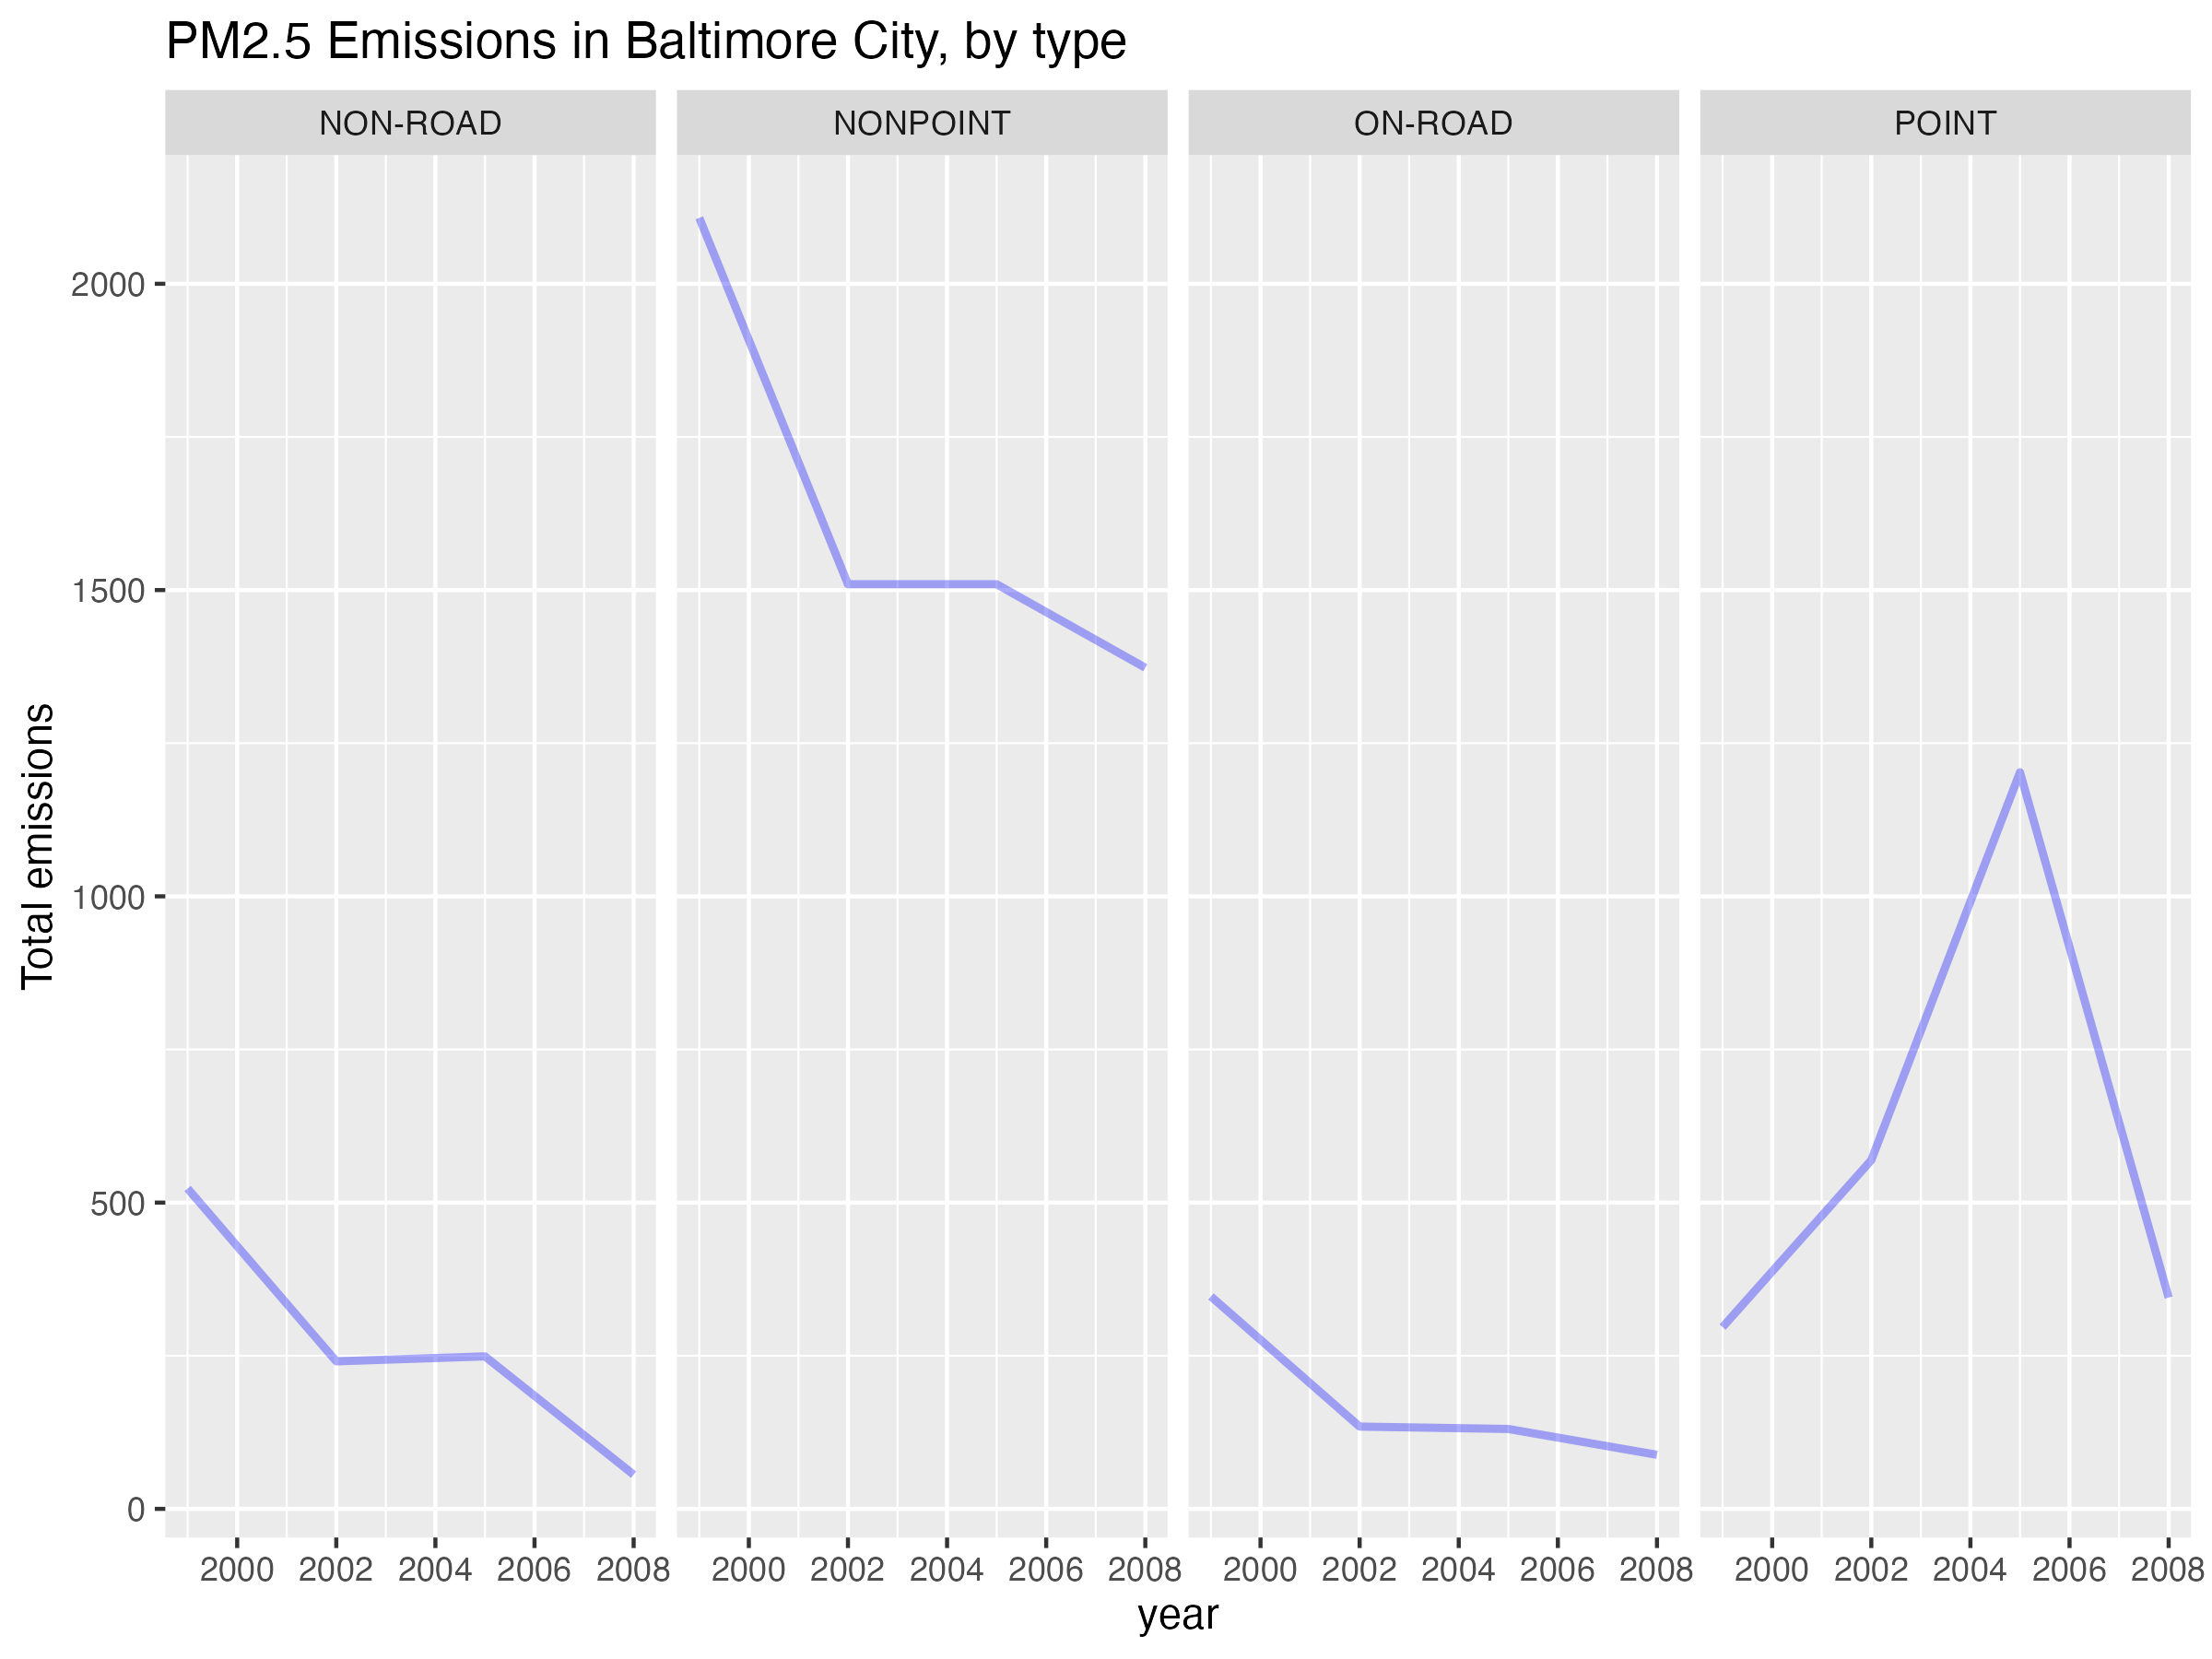 PM2.5 Emissions in Baltimore City, by type
NON-ROAD NONPOINT ON-ROAD POINT
2000
1500
1000
500
0
Total emissions
2000 2002 2004 2006 2008 2000 2002 2004 2006 2008 2000 2002 2004 2006 2008 2000 2002 2004 2006 2008
year